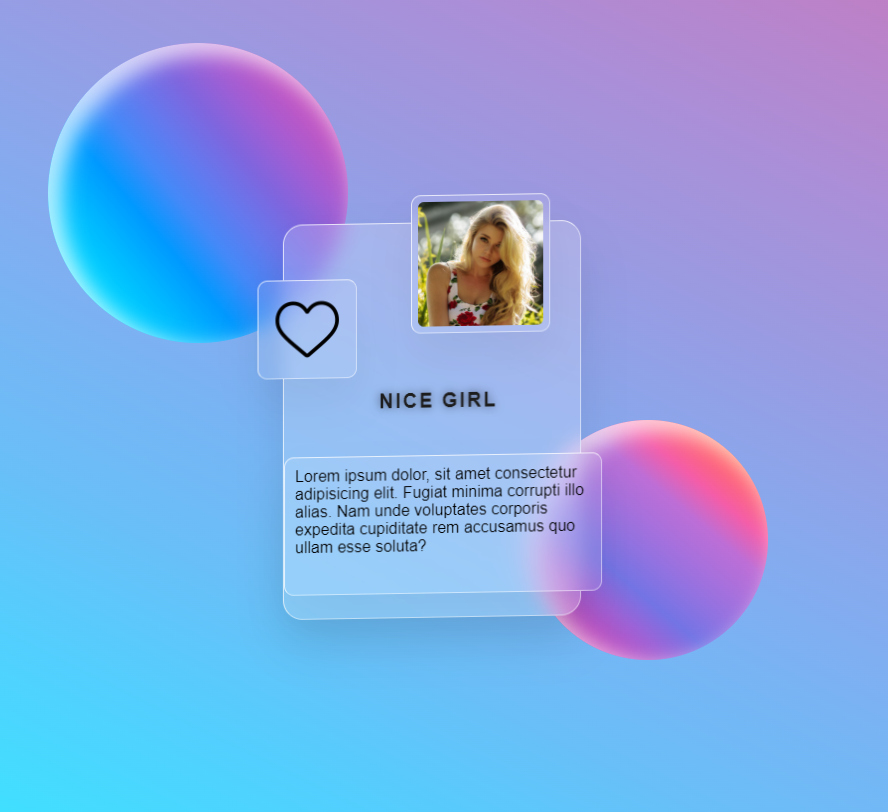 NICE GIRL
Lorem ipsum dolor, sit amet consectetur
adipisicing elit. Fugiat minima corrupti illo
alias. Nam unde voluptates corporis
expedita cupiditate rem accusamus quo
ullam esse soluta?